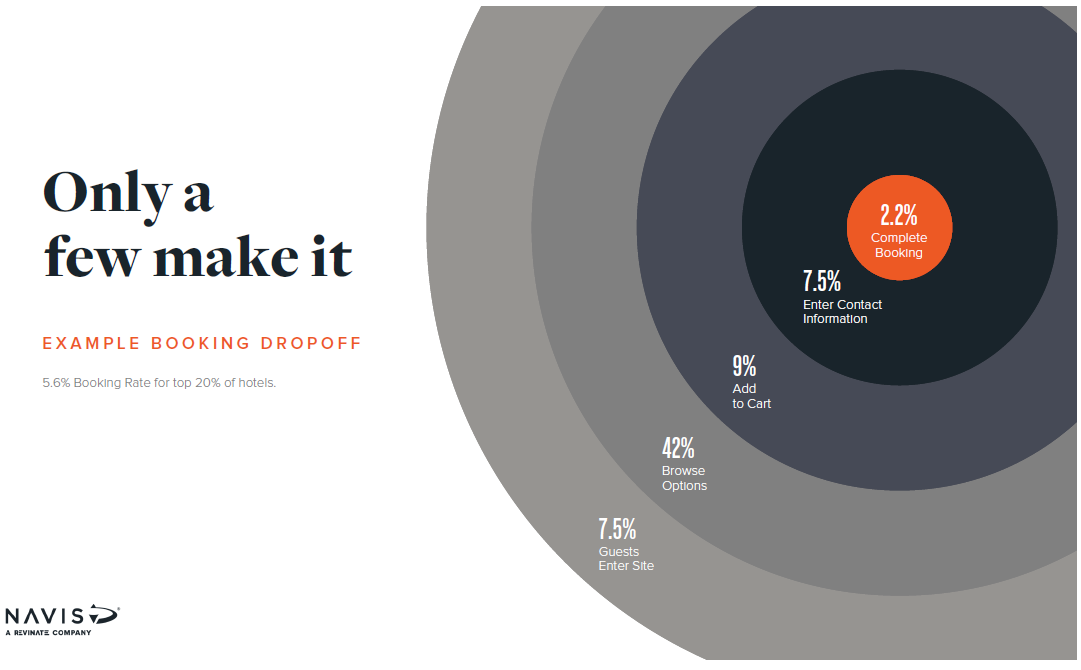 Only a
few make it
EXAMPLE BOOKING DROPOFF
5.6% Booking Rate for top 20% of hotels.
2.2%
Complete
Booking
7.5%
Enter Contact
Information
9%
Add
to Cart
42%
Browse
Options
7.5%
Guests
Enter Site
NAVIS
A REVINATE COMPANY